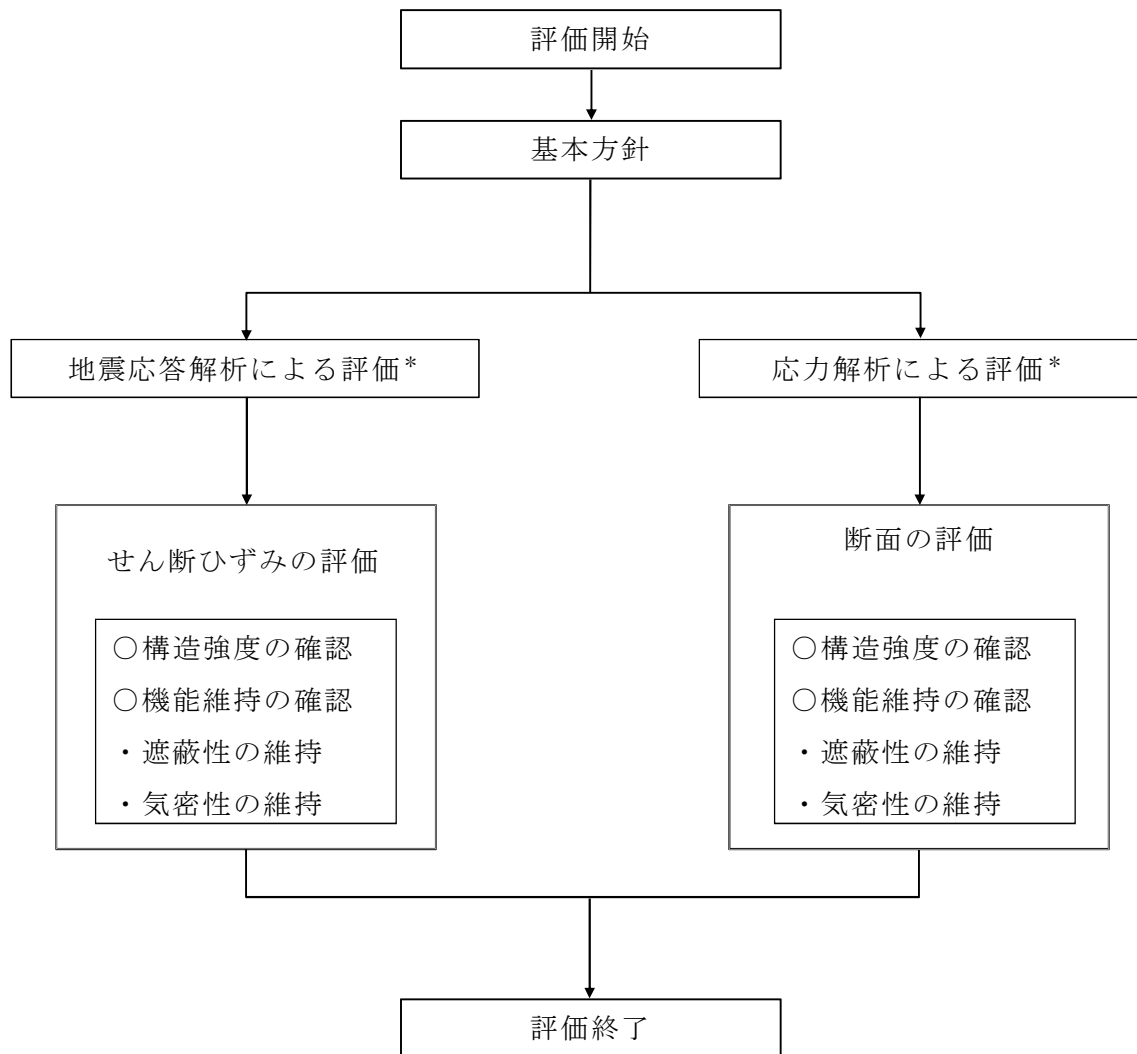 評価開始
基本方針
地震応答解析による評価*
応力解析による評価*
せん断ひずみの評価
○構造強度の確認
○機能維持の確認
・遮蔽性の維持
・気密性の維持
断面の評価
○構造強度の確認
○機能維持の確認
・遮蔽性の維持
・気密性の維持
評価終了